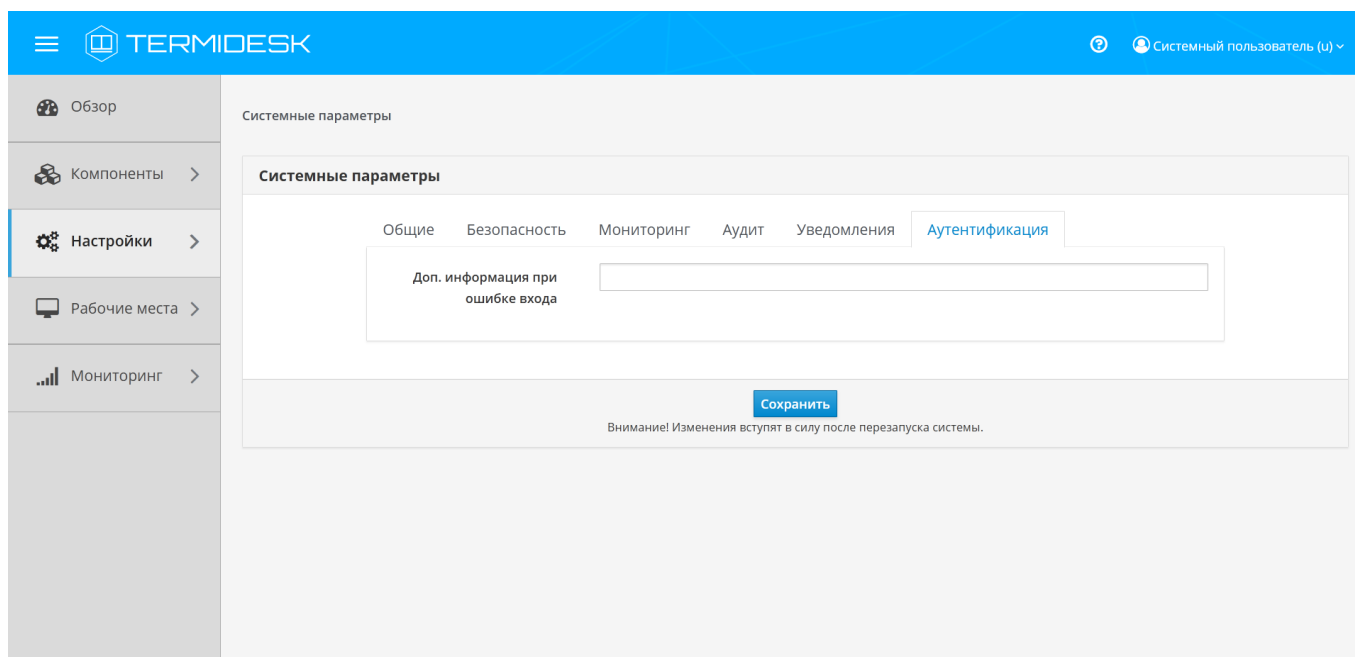 TERMIDESK
Системный пользователь (u)
Обзор
Компоненты
Настройки
Рабочие места
Мониторинг
Системные параметры
Системные параметры
Общие Безопасность Мониторинг Аудит Уведомления Аутентификация
Доп. информация при
ошибке входа
Сохранить
Внимание! Изменения вступят в силу после перезапуска системы.